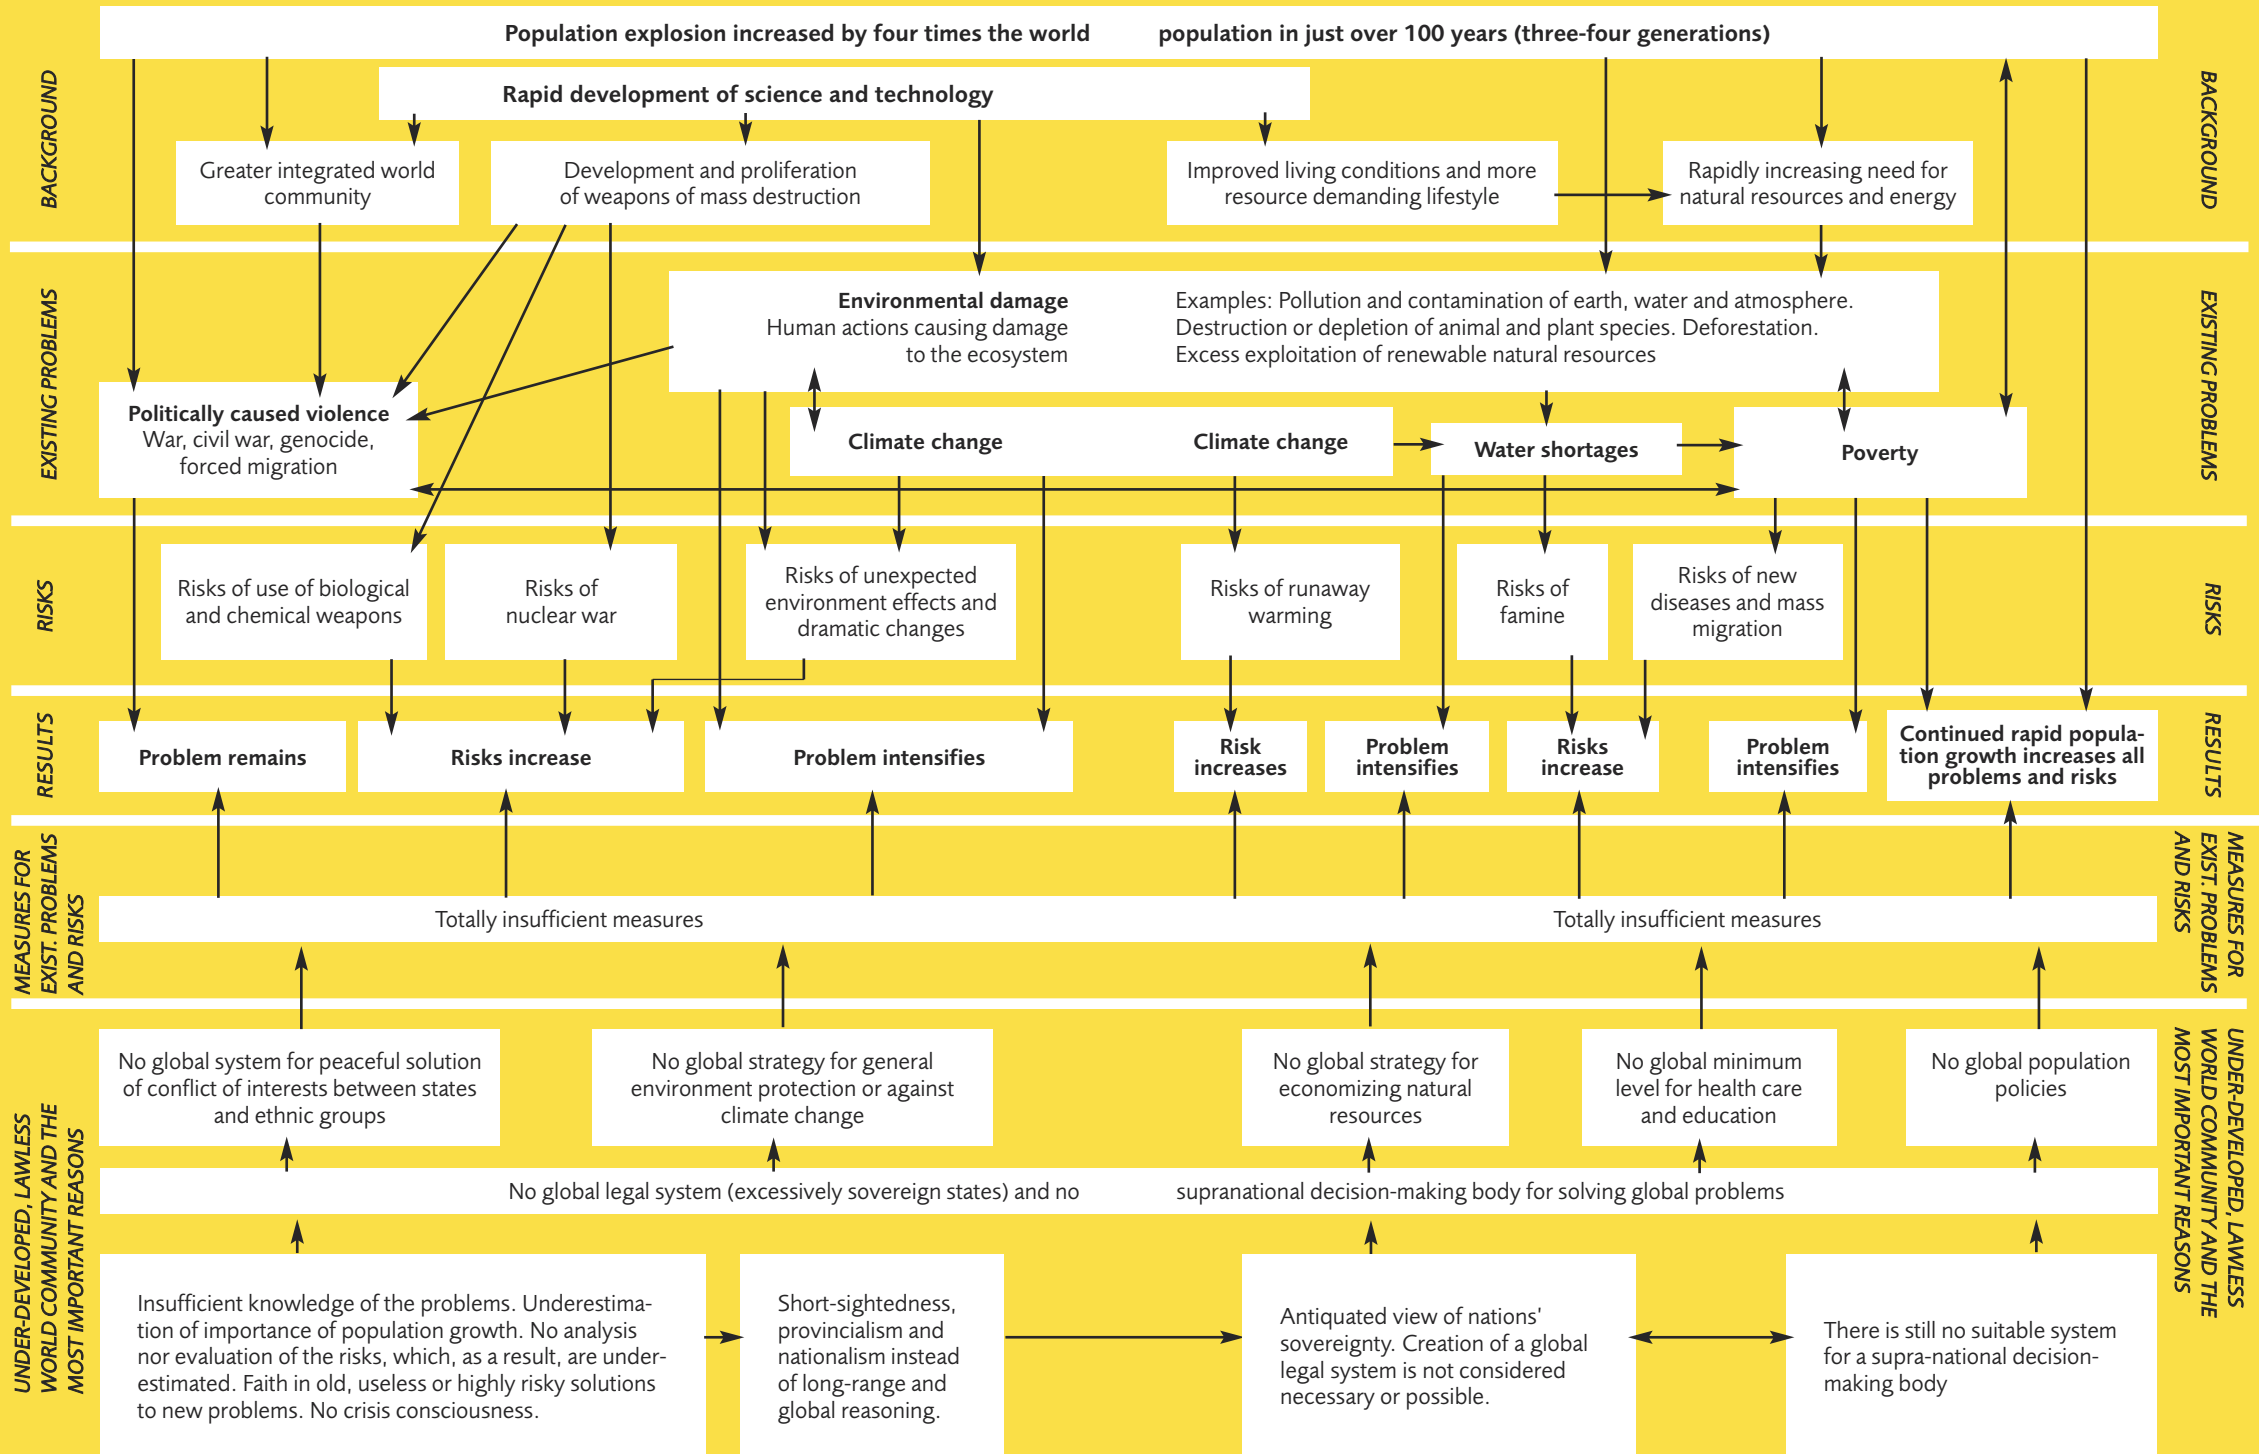 Population explosion increased by four times the world population in just over 100 years (three-four generations)
BACKGROUND
BACKGROUND
Rapid development of science and technology
Greater integrated world
community
Development and proliferation
of weapons of mass destruction
Improved living conditions and more
resource demanding lifestyle
Rapidly increasing need for
natural resources and energy
EXISTING PROBLEMS
EXISTING PROBLEMS
Environmental damage
Human actions causing damage
to the ecosystem
Examples: Pollution and contamination of earth, water and atmosphere.
Destruction or depletion of animal and plant species. Deforestation.
Excess exploitation of renewable natural resources
Politically caused violence
War, civil war, genocide,
forced migration
Climate change
Climate change
Water shortages
Poverty
RISKS
RISKS
Risks of use of biological
and chemical weapons
Risks of
nuclear war
Risks of unexpected
environment effects and
dramatic changes
Risks of runaway
warming
Risks of
famine
Risks of new
diseases and mass
migration
RESULTS
RESULTS
Problem remains
Risks increase
Problem intensifies
Risk
increases
Problem
intensifies
Risks
increase
Problem
intensifies
Continued rapid popula-
tion growth increases all
problems and risks
MEASURES FOR
EXIST. PROBLEMS
AND RISKS
MEASURES FOR
EXIST. PROBLEMS
AND RISKS
Totally insufficient measures
Totally insufficient measures
UNDER-DEVELOPED, LAWLESS
WORLD COMMUNITY AND THE
MOST IMPORTANT REASONS
UNDER-DEVELOPED, LAWLESS
WORLD COMMUNITY AND THE
MOST IMPORTANT REASONS
No global system for peaceful solution
of conflict of interests between states
and ethnic groups
No global strategy for general
environment protection or against
climate change
No global strategy for
economizing natural
resources
No global minimum
level for health care
and education
No global population
policies
No global legal system (excessively sovereign states) and no supranational decision-making body for solving global problems
Insufficient knowledge of the problems. Underestima-
tion of importance of population growth. No analysis
nor evaluation of the risks, which, as a result, are under-
estimated. Faith in old, useless or highly risky solutions
to new problems. No crisis consciousness.
Short-sightedness,
provincialism and
nationalism instead
of long-range and
global reasoning.
Antiquated view of nations’
sovereignty. Creation of a global
legal system is not considered
necessary or possible.
There is still no suitable system
for a supra-national decision-
making body